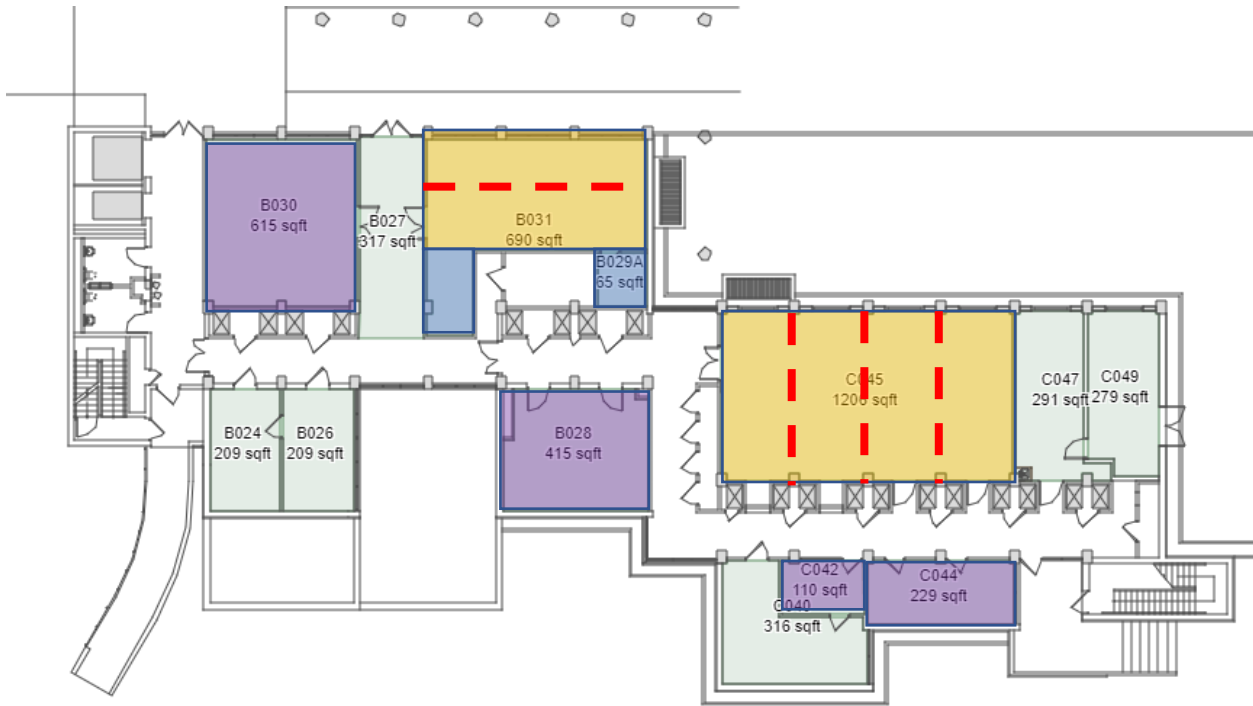 B030
615 sqft
B027
317 sqft
B031
690 sqft
B029A
65 sqft
C045
1200 sqft
C047
291 sqft
C049
279 sqft
B024
209 sqft
B026
209 sqft
B028
415 sqft
C042
110 sqft
C044
229 sqft
C040
316 sqft